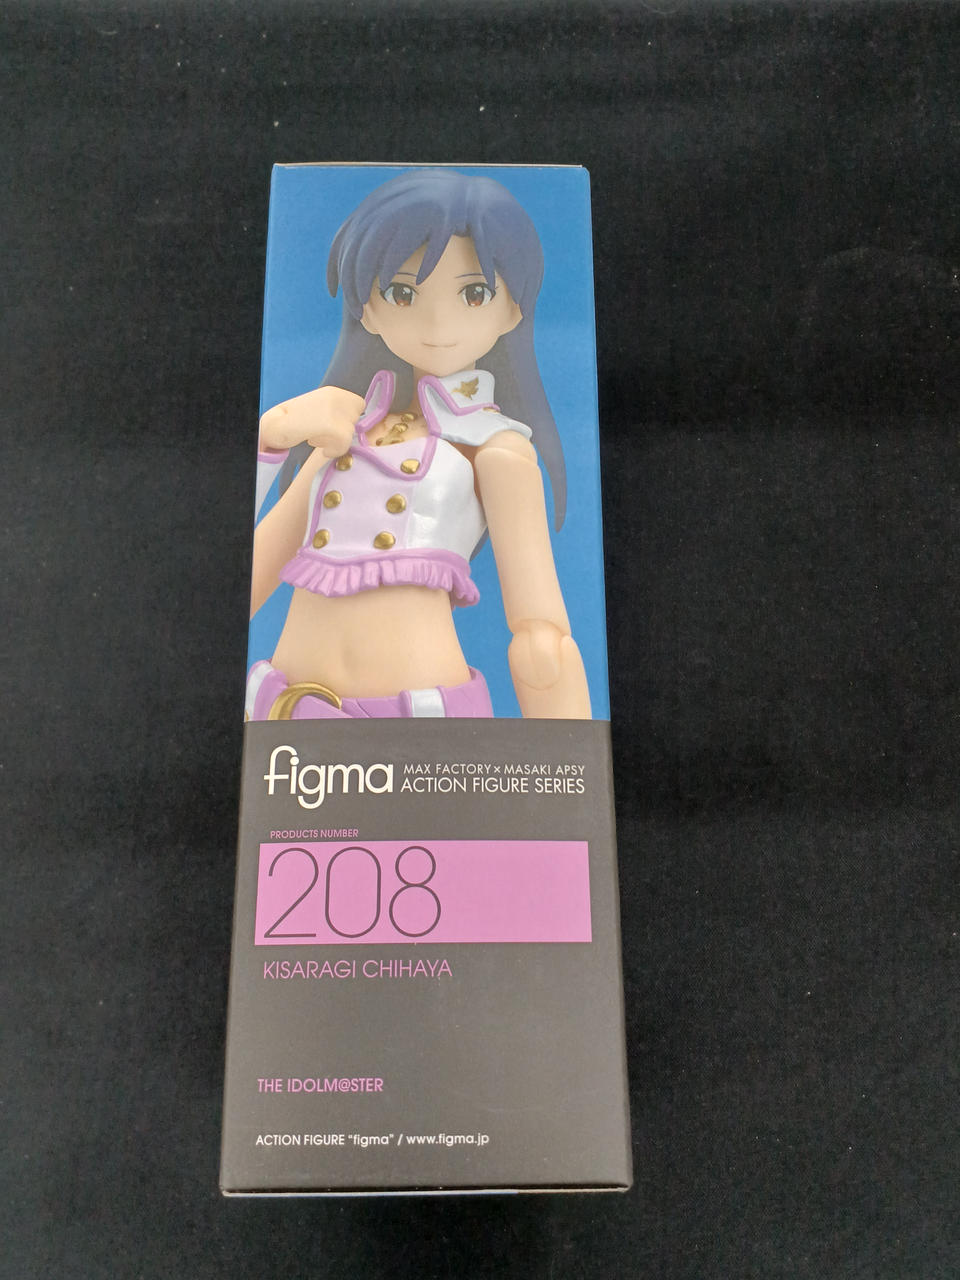 figma
MAX FACTORY×MASAKI APSY
ACTION FIGURE SERIES
PRODUCTS NUMBER
208
KISARAGI CHIHAYA
THE IDOLM@STER
ACTION FIGURE "figma" / www.figma.jp